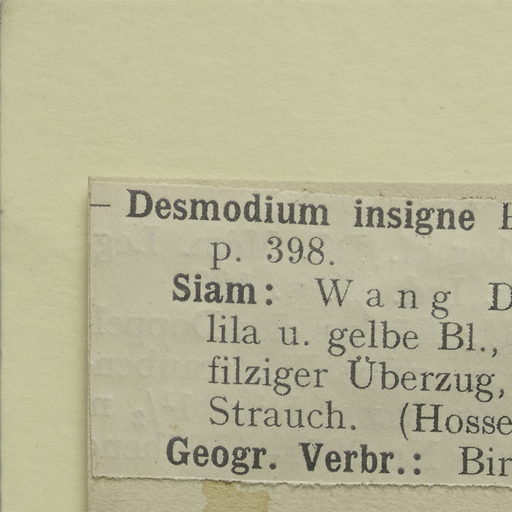 — Desmodium insigne
p. 398.
Siam: Wang
lila u. gelbe Bl.,
filziger Überzug,
Strauch. (Hosse
Geogr. Verbr.: Bir